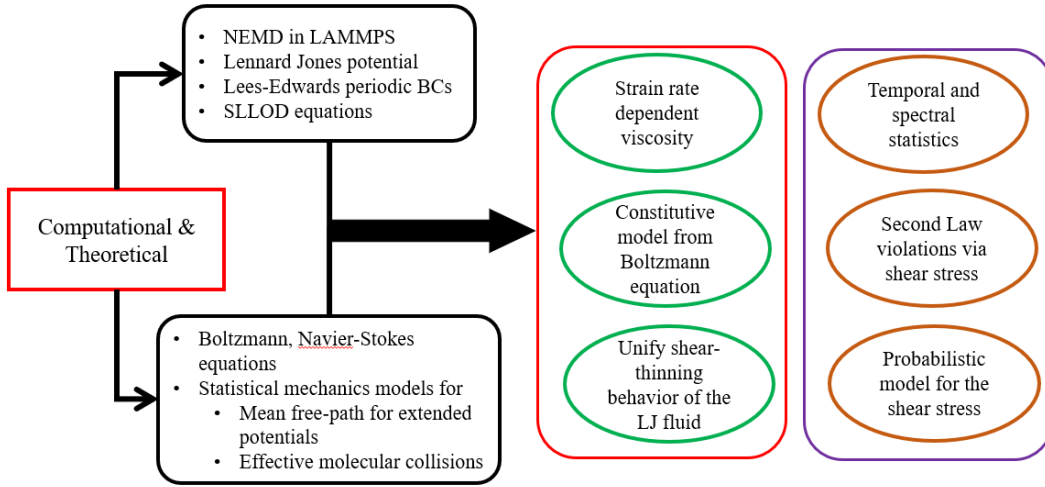 • NEMD in LAMMPS
• Lennard Jones potential
• Lees-Edwards periodic BCs
• SLLOD equations
Computational &
Theoretical
• Boltzmann, Navier-Stokes
equations
• Statistical mechanics models for
• Mean free-path for extended
potentials
• Effective molecular collisions
Strain rate
dependent
viscosity
Constitutive
model from
Boltzmann
equation
Unify shear-
thinning
behavior of the
LJ fluid
Temporal and
spectral
statistics
Second Law
violations via
shear stress
Probabilistic
model for the
shear stress